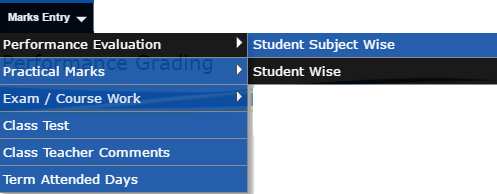 Marks Entry
Performance Evaluation
Student Subject Wise
Performance Grading
Practical Marks
Student Wise
Exam / Course Work
Class Test
Class Teacher Comments
Term Attended Days